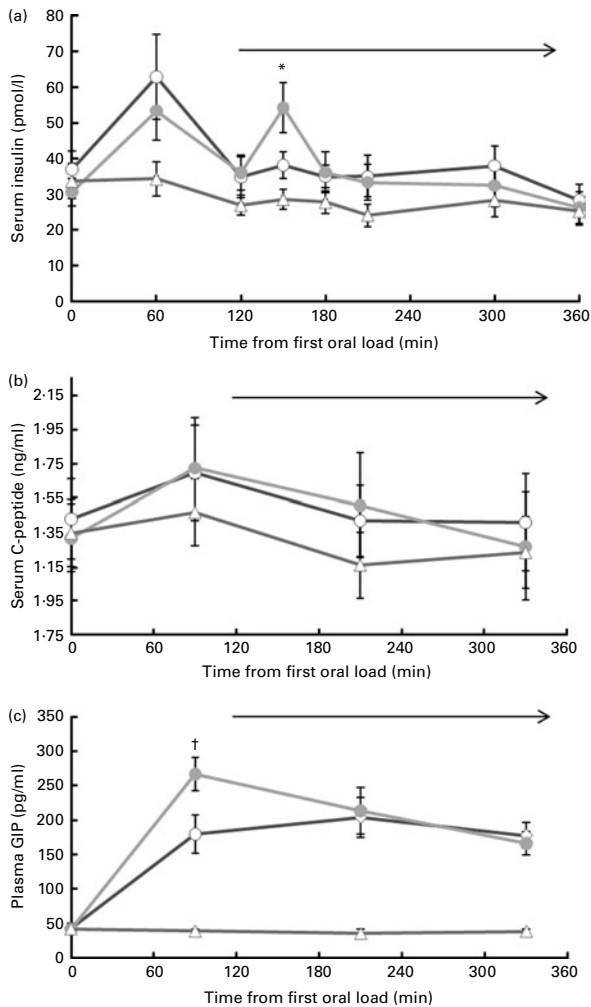 (a)
80
70
60
50
40
30
20
10
0
*
Serum insulin (pmol/l)
0 60 120 180 240 300 360
Time from first oral load (min)
(b)
2·15
1·95
1·75
1·55
1·35
1·15
1·95
1·75
Serum C-peptide (ng/ml)
0 60 120 180 240 300 360
Time from first oral load (min)
(c)
350
300
250
200
150
100
50
0
†
Plasma GIP (pg/ml)
0 60 120 180 240 300 360
Time from first oral load (min)